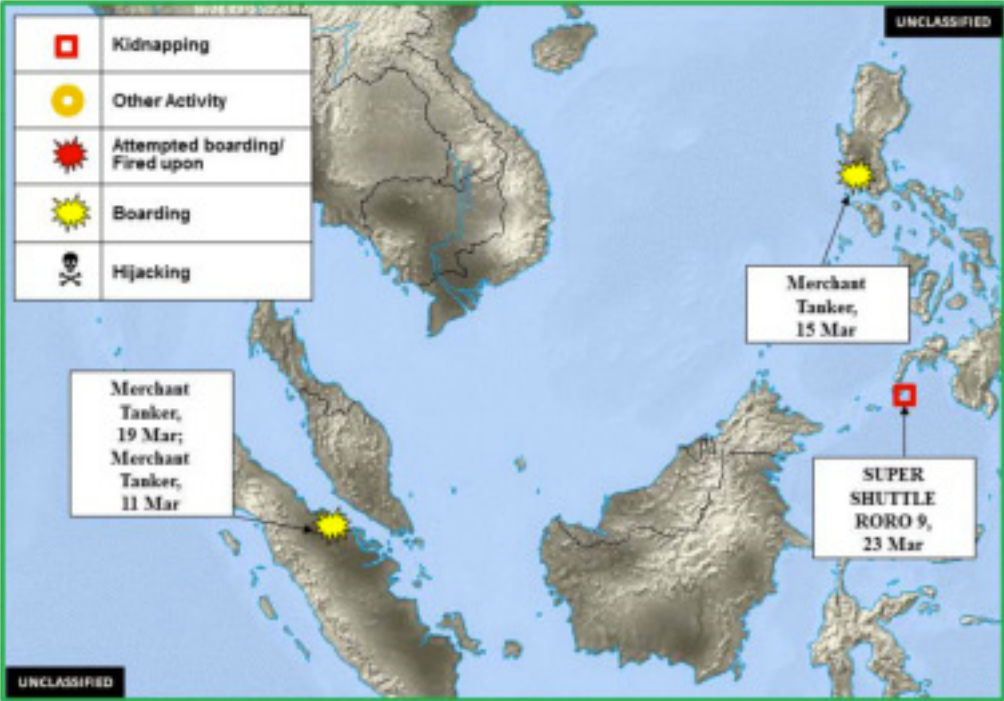 UNCLASSIFIED
Kidnapping
Other Activity
Attempted boarding/
Fired upon
Boarding
Hijacking
Merchant
Tanker,
15 Mar
Merchant
Tanker,
19 Mar;
Merchant
Tanker,
11 Mar
SUPER
SHUTTLE
RORO 9,
23 Mar
UNCLASSIFIED